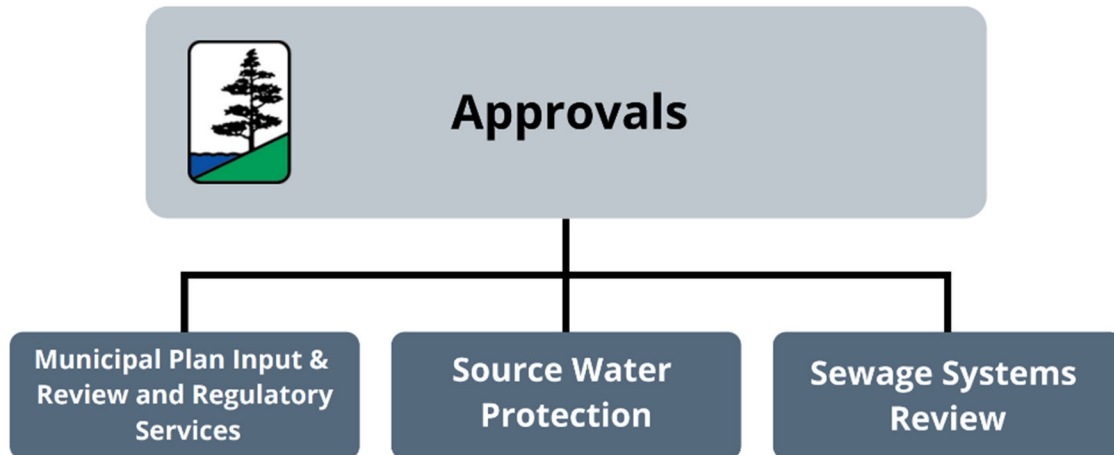 Approvals
Municipal Plan Input &
Review and Regulatory
Services
Source Water
Protection
Sewage Systems
Review